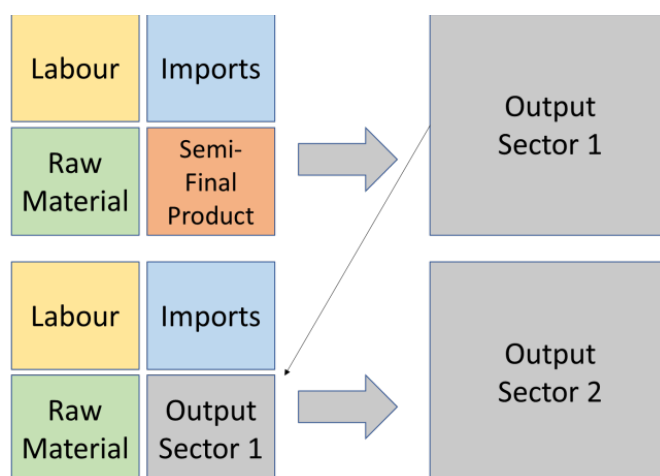 Labour
Imports
Output
Sector 1
Raw
Material
Semi-
Final
Product
Labour
Imports
Output
Sector 2
Raw
Material
Output
Sector 1